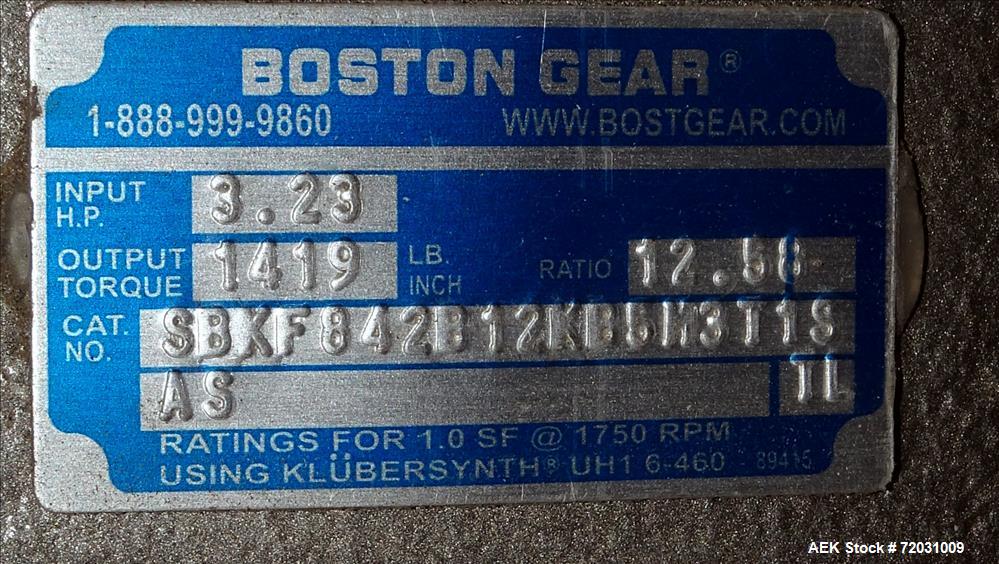 BOSTON GEAR®
1-888-999-9860 WWW.BOSTGEAR.COM
INPUT H.P. 3.23
OUTPUT TORQUE 1419 LB. INCH RATIO 12.58
CAT. NO. SBKF842B12KB5M3T1S
AS TL
RATINGS FOR 1.0 SF @ 1750 RPM
USING KLÜBERSYNTH® UH1 6-460 89415
AEK Stock # 72031009